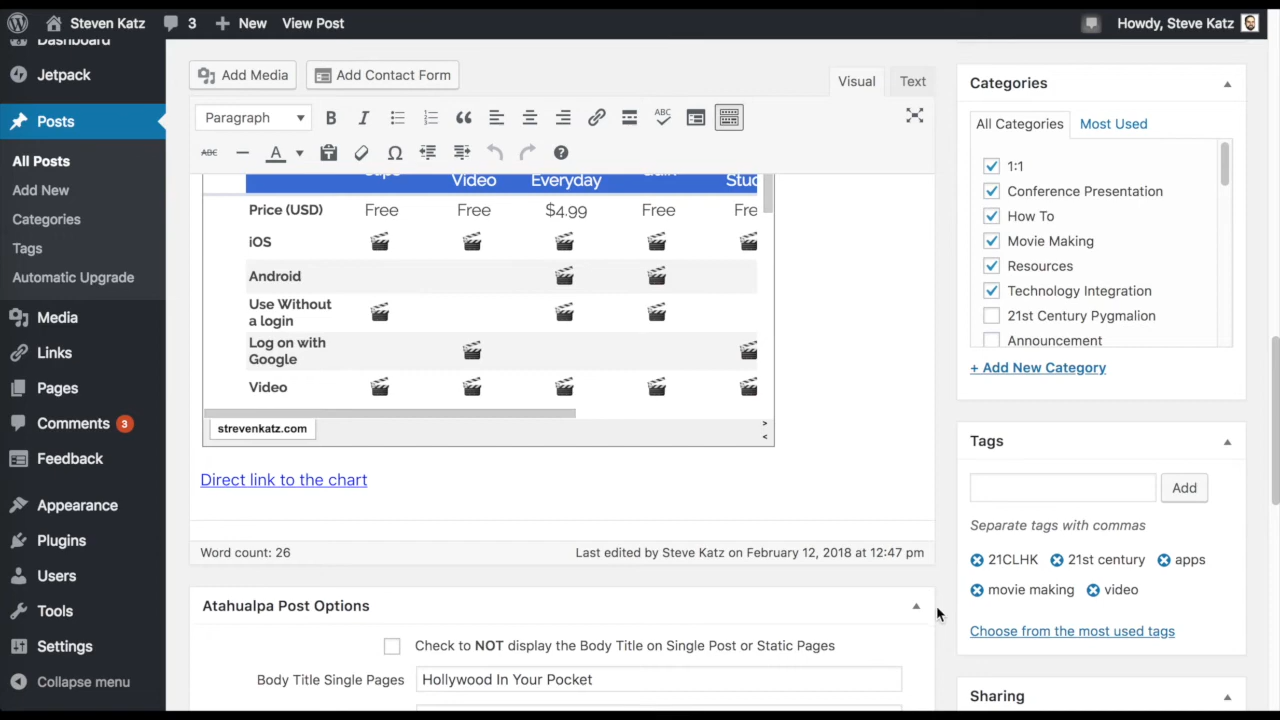 Steven Katz
3
New
View Post
Howdy, Steve Katz
Dashboard
Jetpack
Posts
All Posts
Add New
Categories
Tags
Automatic Upgrade
Media
Links
Pages
Comments 3
Feedback
Appearance
Plugins
Users
Tools
Settings
Collapse menu
Add Media
Add Contact Form
Visual
Text
Paragraph
B
I
ABC
ABC
A
Video
Everyday
Price (USD) Free Free $4.99 Free Fre
iOS
Android
Use Without
a login
Log on with
Google
Video
strevenkatz.com
Direct link to the chart
Word count: 26
Last edited by Steve Katz on February 12, 2018 at 12:47 pm
Atahualpa Post Options
Check to NOT display the Body Title on Single Post or Static Pages
Body Title Single Pages
Hollywood In Your Pocket
Categories
All Categories
Most Used
1:1
Conference Presentation
How To
Movie Making
Resources
Technology Integration
21st Century Pygmalion
Announcement
+ Add New Category
Tags
Add
Separate tags with commas
21CLHK 21st century apps
movie making video
Choose from the most used tags
Sharing